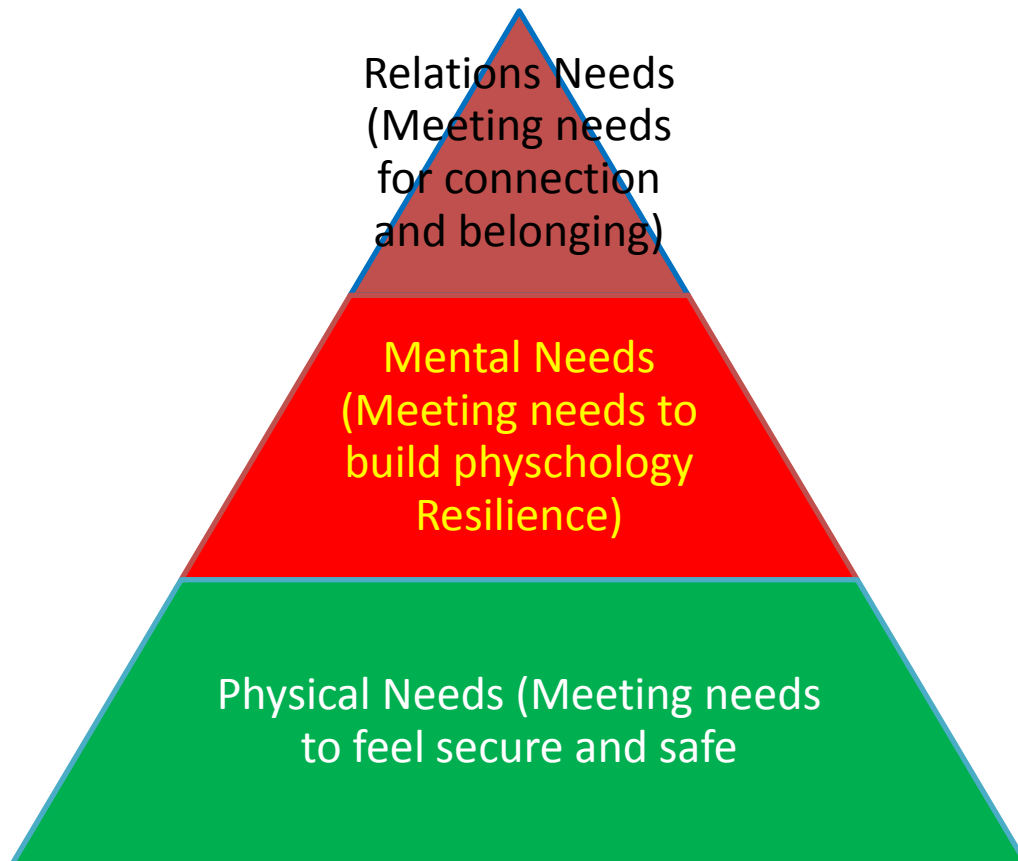 Relations Needs
(Meeting needs
for connection
and belonging)
Mental Needs
(Meeting needs to
build physchology
Resilience)
Physical Needs (Meeting needs
to feel secure and safe